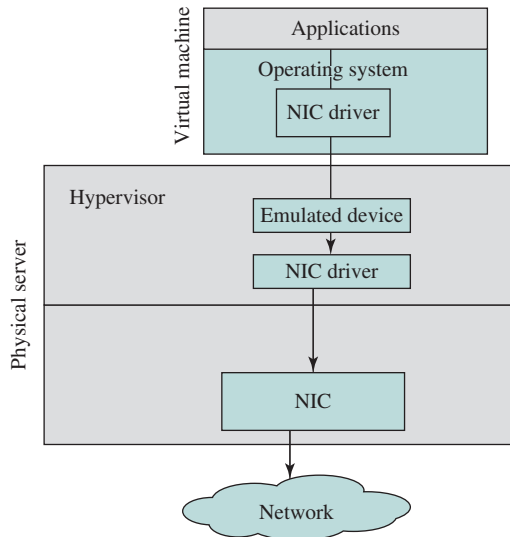 Virtual machine
Applications
Operating system
NIC driver
Physical server
Hypervisor
Emulated device
NIC driver
NIC
Network